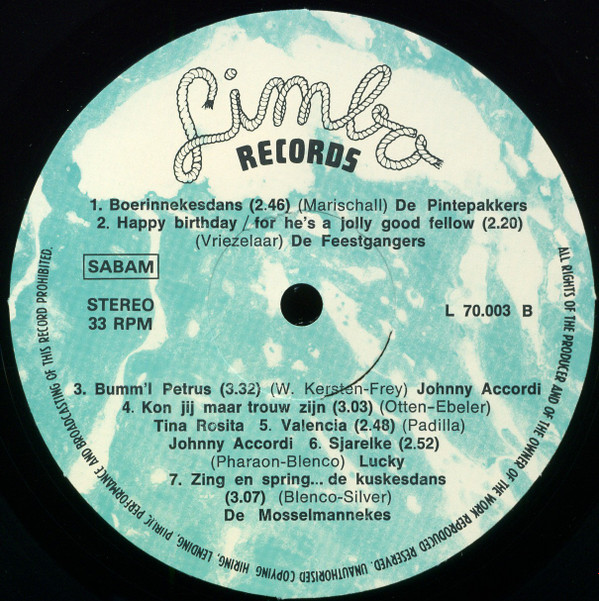 Limba
RECORDS
1. Boerinnekesdans (2.46) (Marischall) De Pintepakkers
2. Happy birthday / for he's a jolly good fellow (2.20)
(Vriezelaar) De Feestgangers
SABAM
STEREO
33 RPM
L 70.003 B
3. Bumm'l Petrus (3.32) (W. Kersten-Frey) Johnny Accordi
4. Kon jij maar trouw zijn (3.03) (Otten-Ebeler)
Tina Rosita 5. Valencia (2.48) (Padilla)
Johnny Accordi 6. Sjarelke (2.52)
(Pharaon-Blenco) Lucky
7. Zing en spring... de kuskesdans
(3.07) (Blenco-Silver)
De Mosselmannekes
ALL RIGHTS OF THE PRODUCER AND OF THE OWNER OF THE WORK REPRODUCED RESERVED. UNAUTHORISED COPYING, HIRING, LENDING, PUBLIC PERFORMANCE AND BROADCASTING OF THIS RECORD PROHIBITED.